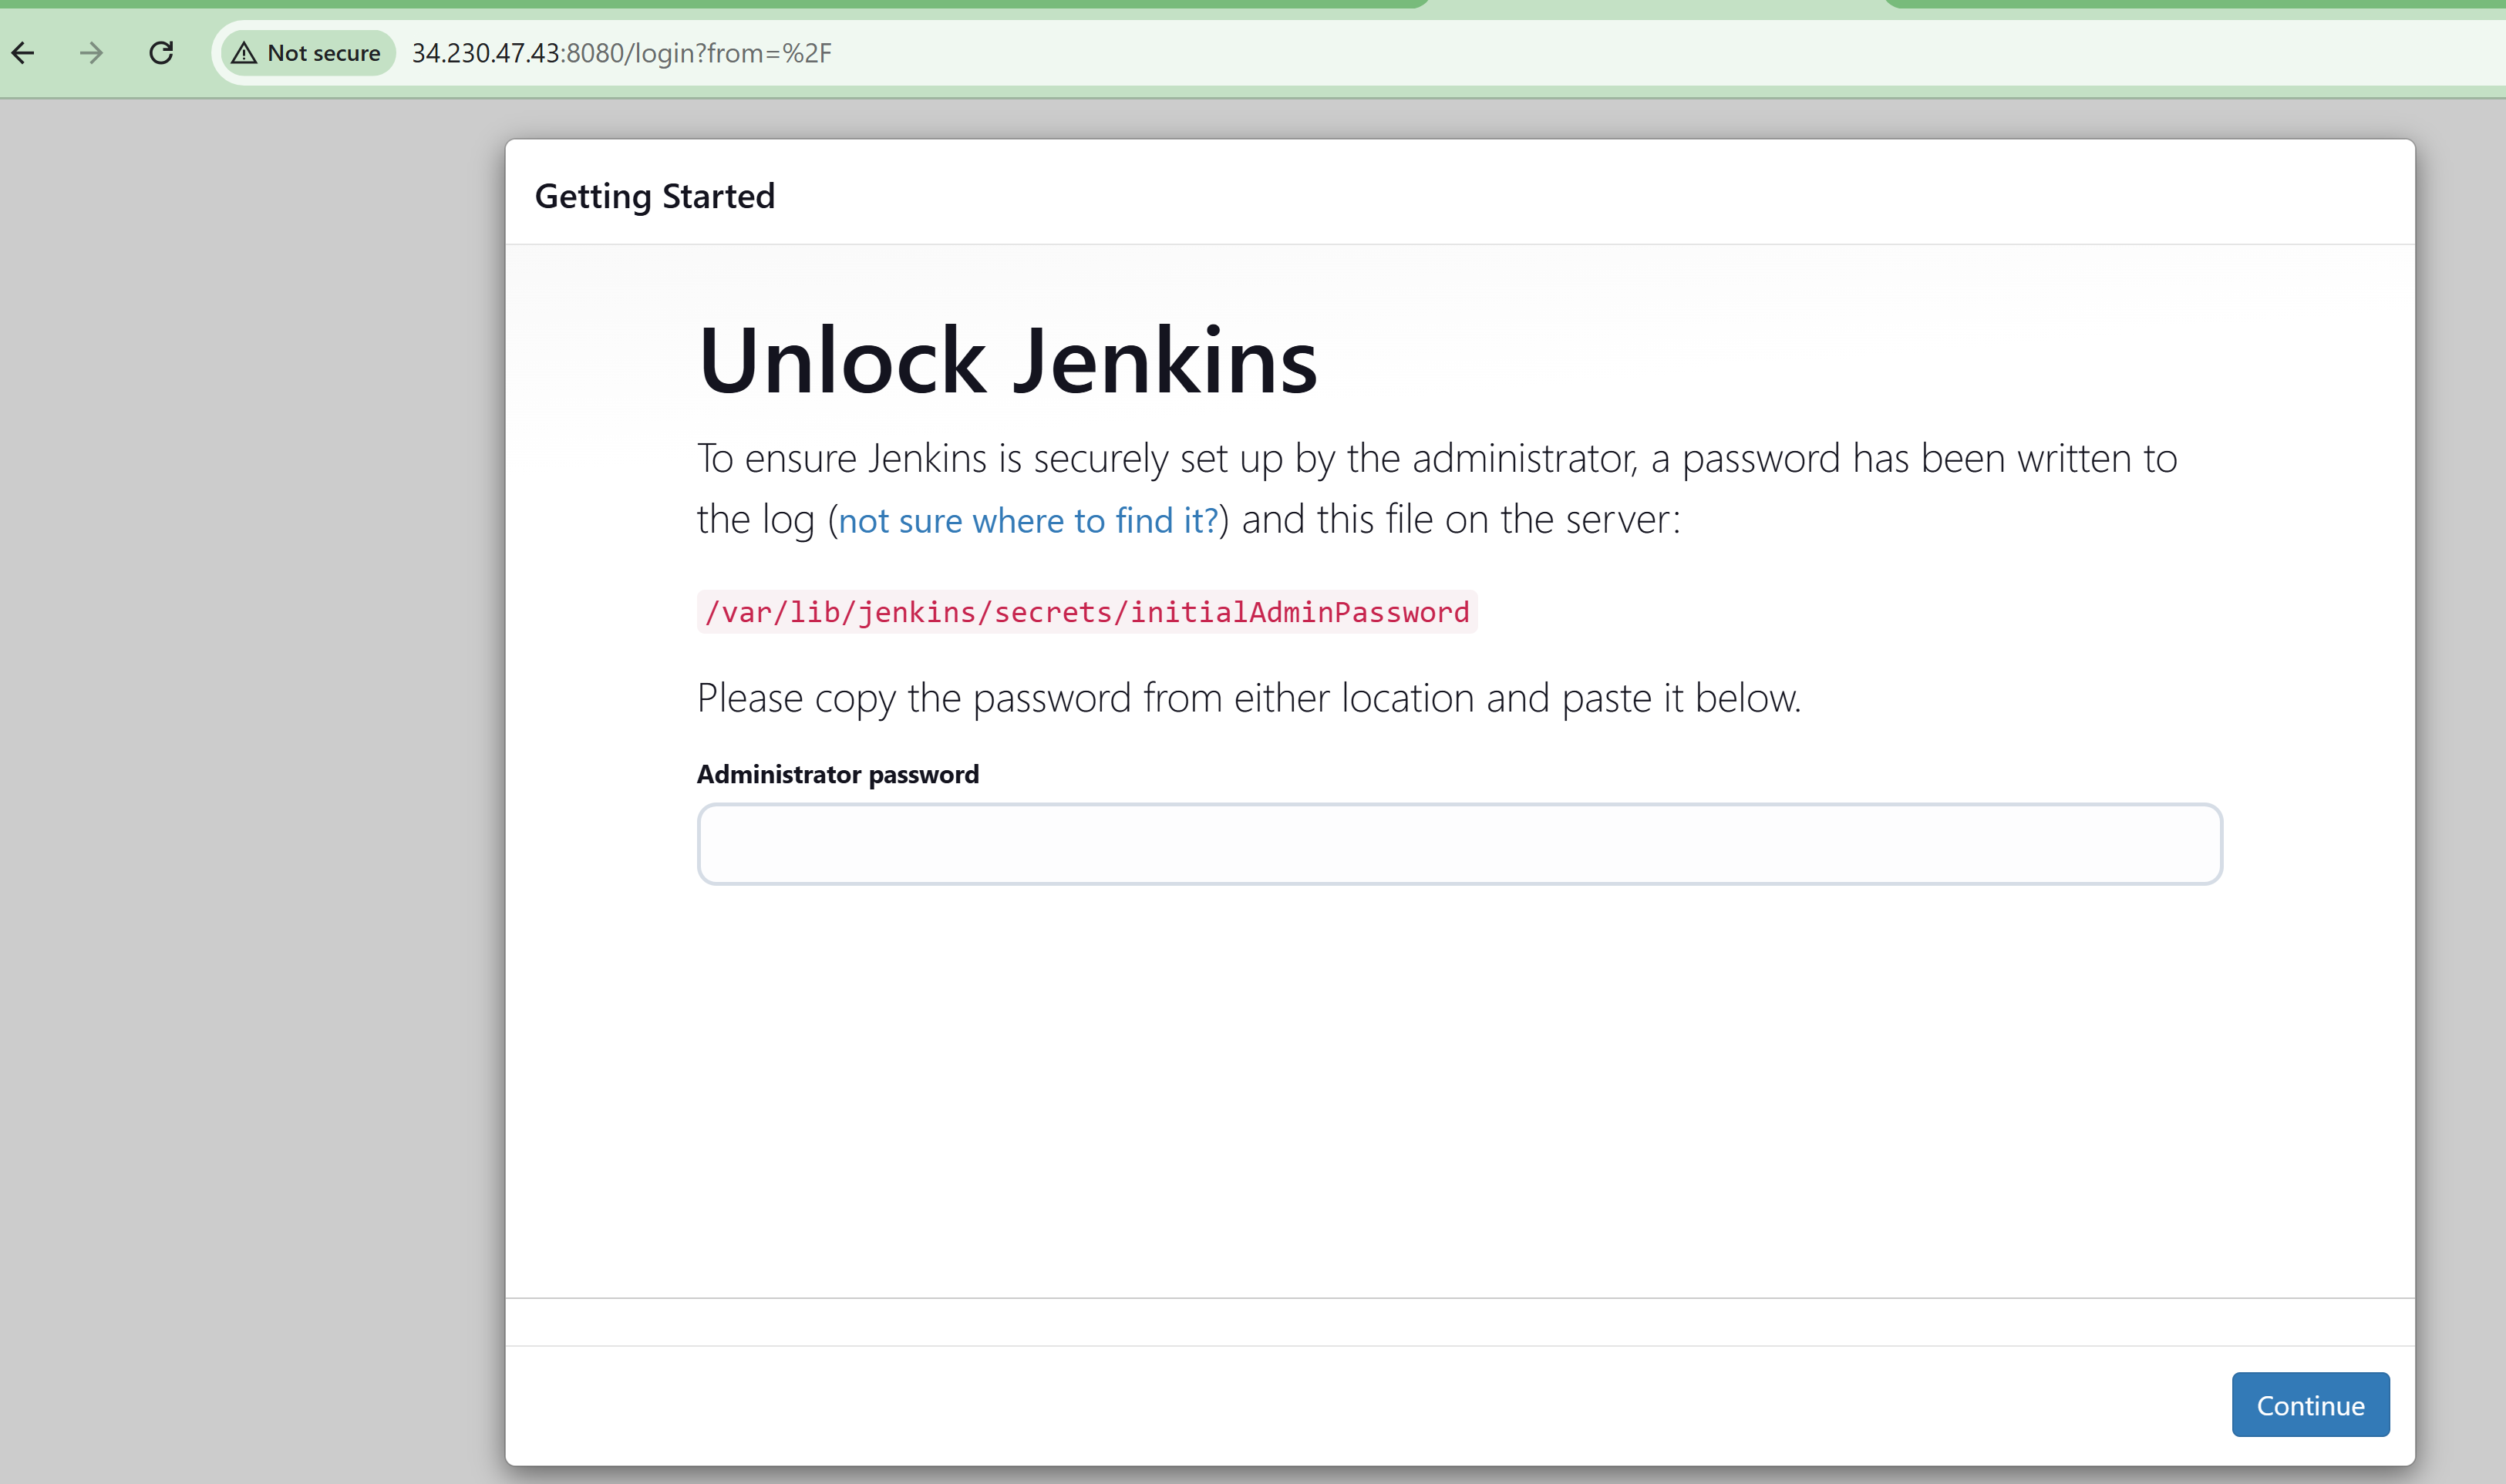 Not secure 34.230.47.43:8080/login?from=%2F
Getting Started
Unlock Jenkins
To ensure Jenkins is securely set up by the administrator, a password has been written to
the log (not sure where to find it?) and this file on the server:
/var/lib/jenkins/secrets/initialAdminPassword
Please copy the password from either location and paste it below.
Administrator password
Continue